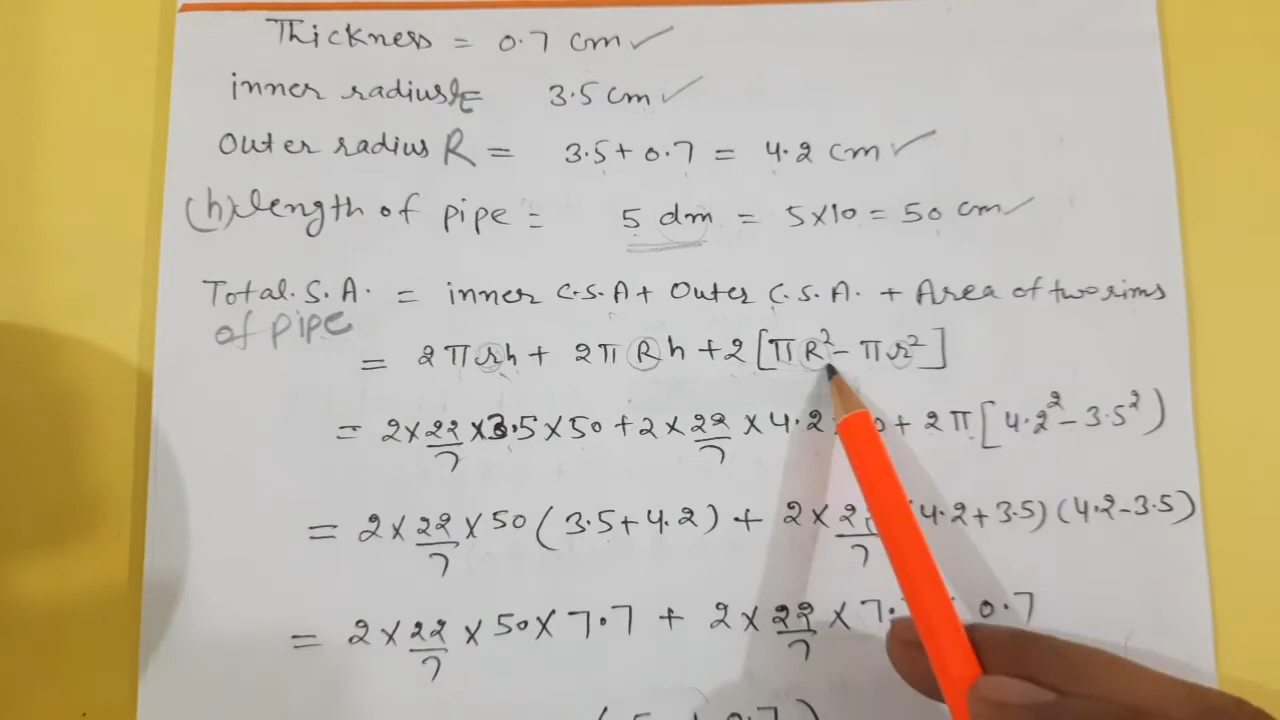 Thickness = 0.7 cm ✓
inner radius r = 3.5 cm ✓
Outer radius R = 3.5 + 0.7 = 4.2 cm ✓
(h) length of pipe = 5 dm = 5×10 = 50 cm ✓
Total. S. A. = inner C.S.A + Outer C.S.A. + Area of two rims
of pipe
= 2πrh + 2πRh + 2[πR² - πr²]
= 2×22/7×3.5×50 + 2×22/7×4.2 0 + 2π[4.2² - 3.5²)
= 2×22/7×50(3.5+4.2) + 2×2/7 4.2+3.5)(4.2-3.5)
= 2×22/7×50×7.7 + 2×22/7×7. 0.7